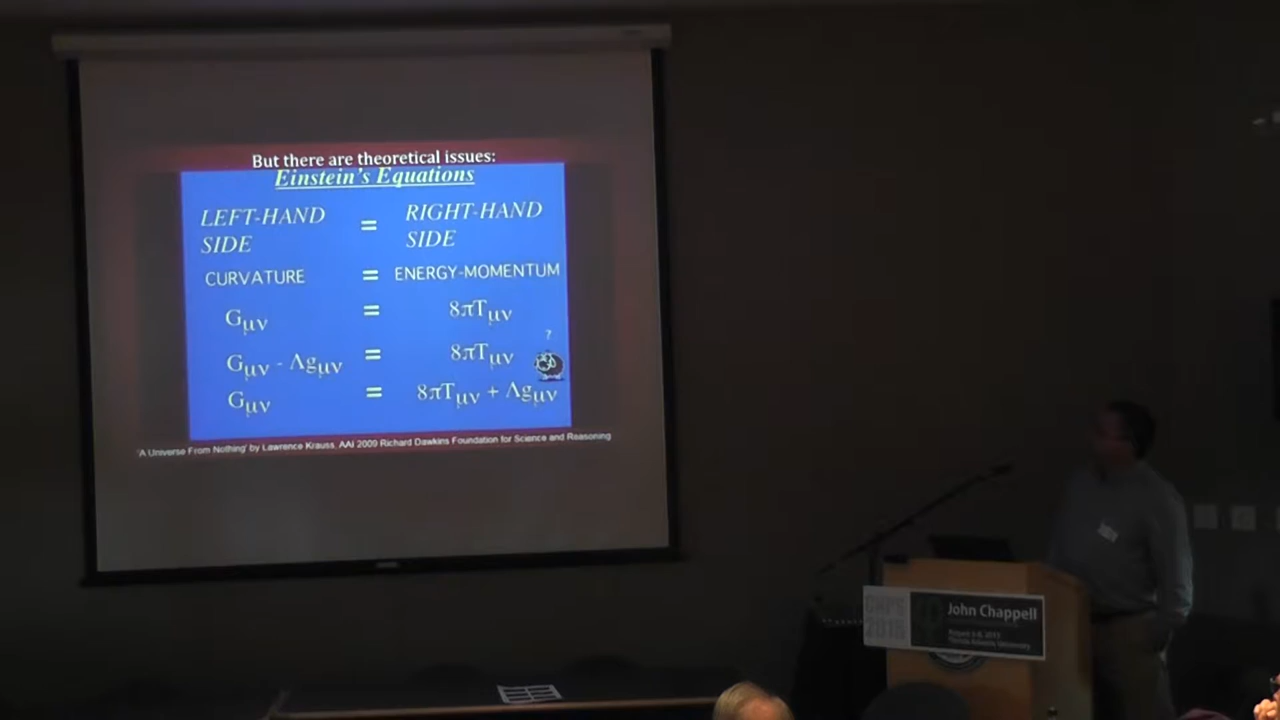 But there are theoretical issues:
Einstein's Equations
LEFT-HAND SIDE = RIGHT-HAND SIDE
CURVATURE = ENERGY-MOMENTUM
Gμν = 8πTμν
?
Gμν - Λgμν = 8πTμν
Gμν = 8πTμν + Λgμν
'A Universe From Nothing' by Lawrence Krauss, AAI 2009 Richard Dawkins Foundation for Science and Reasoning
John Chappell
2015